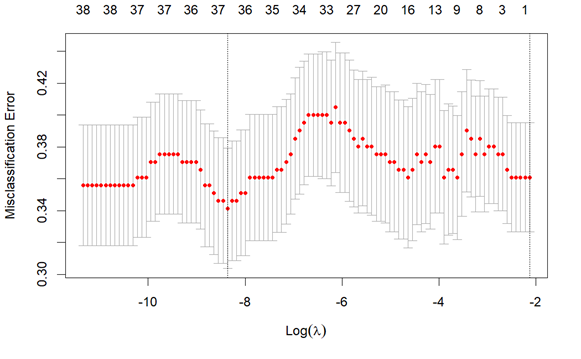 38 38 37 37 36 37 36 35 34 33 27 20 16 13 9 8 3 1
Misclassification Error
0.42
0.38
0.34
0.30
-10 -8 -6 -4 -2
Log(λ)